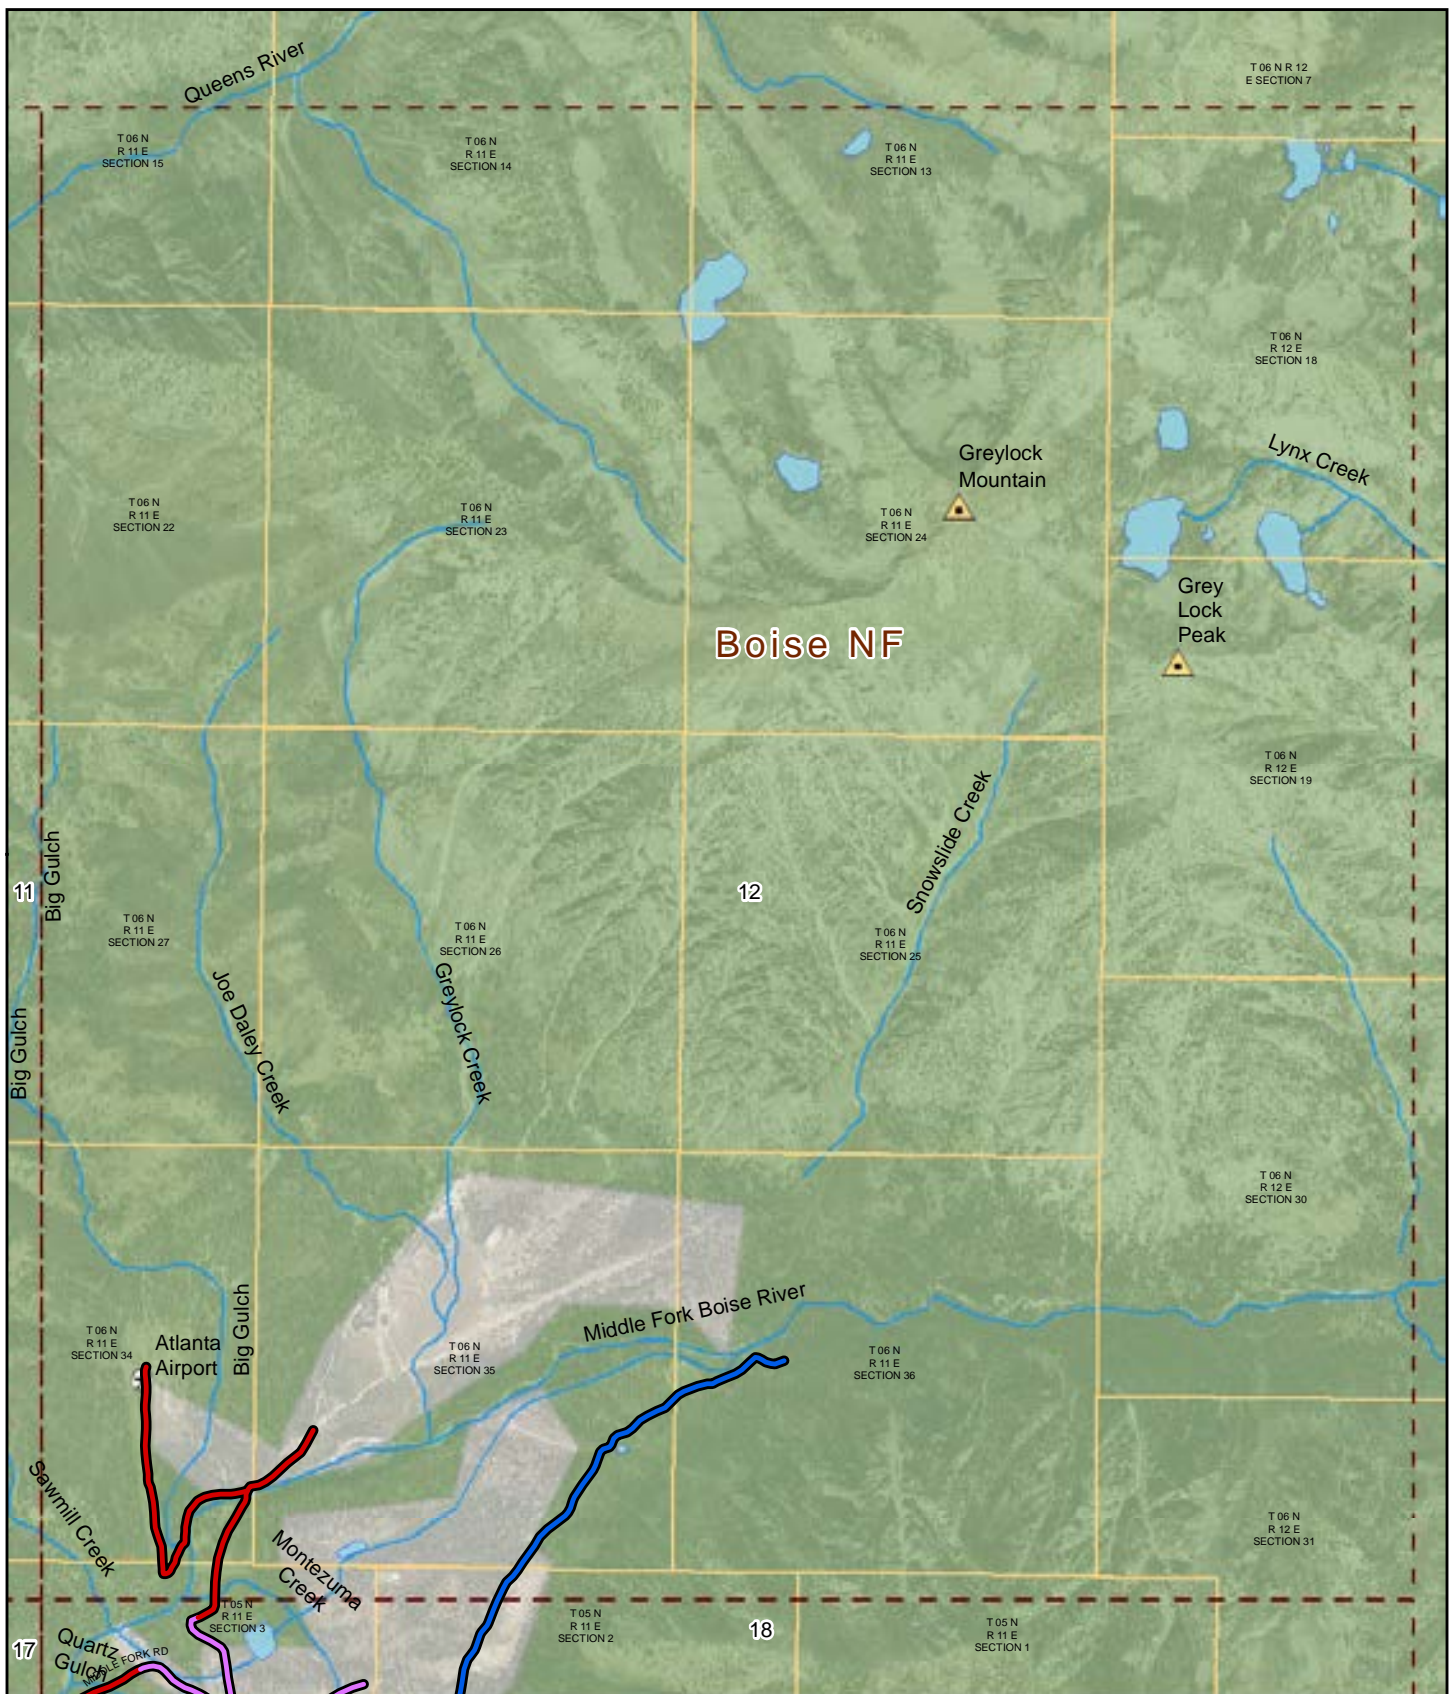 Queens River
T 06 N R 12
E SECTION 7
T 06 N
R 11 E
SECTION 15
T 06 N
R 11 E
SECTION 14
T 06 N
R 11 E
SECTION 13
T 06 N
R 12 E
SECTION 18
Greylock
Mountain
Lynx Creek
T 06 N
R 11 E
SECTION 22
T 06 N
R 11 E
SECTION 23
T 06 N
R 11 E
SECTION 24
Grey
Lock
Peak
Boise NF
T 06 N
R 12 E
SECTION 19
Snowslide Creek
Big Gulch
11
12
T 06 N
R 11 E
SECTION 27
T 06 N
R 11 E
SECTION 26
T 06 N
R 11 E
SECTION 25
Joe Daley Creek
Greylock Creek
Big Gulch
T 06 N
R 12 E
SECTION 30
Big Gulch
Middle Fork Boise River
T 06 N
R 11 E
SECTION 34
Atlanta
Airport
T 06 N
R 11 E
SECTION 35
T 06 N
R 11 E
SECTION 36
Sawmill Creek
Montezuma
Creek
T 06 N
R 12 E
SECTION 31
T 05 N
R 11 E
SECTION 3
T 05 N
R 11 E
SECTION 2
18
T 05 N
R 11 E
SECTION 1
17
Quartz
Gulch
MIDDLE FORK RD